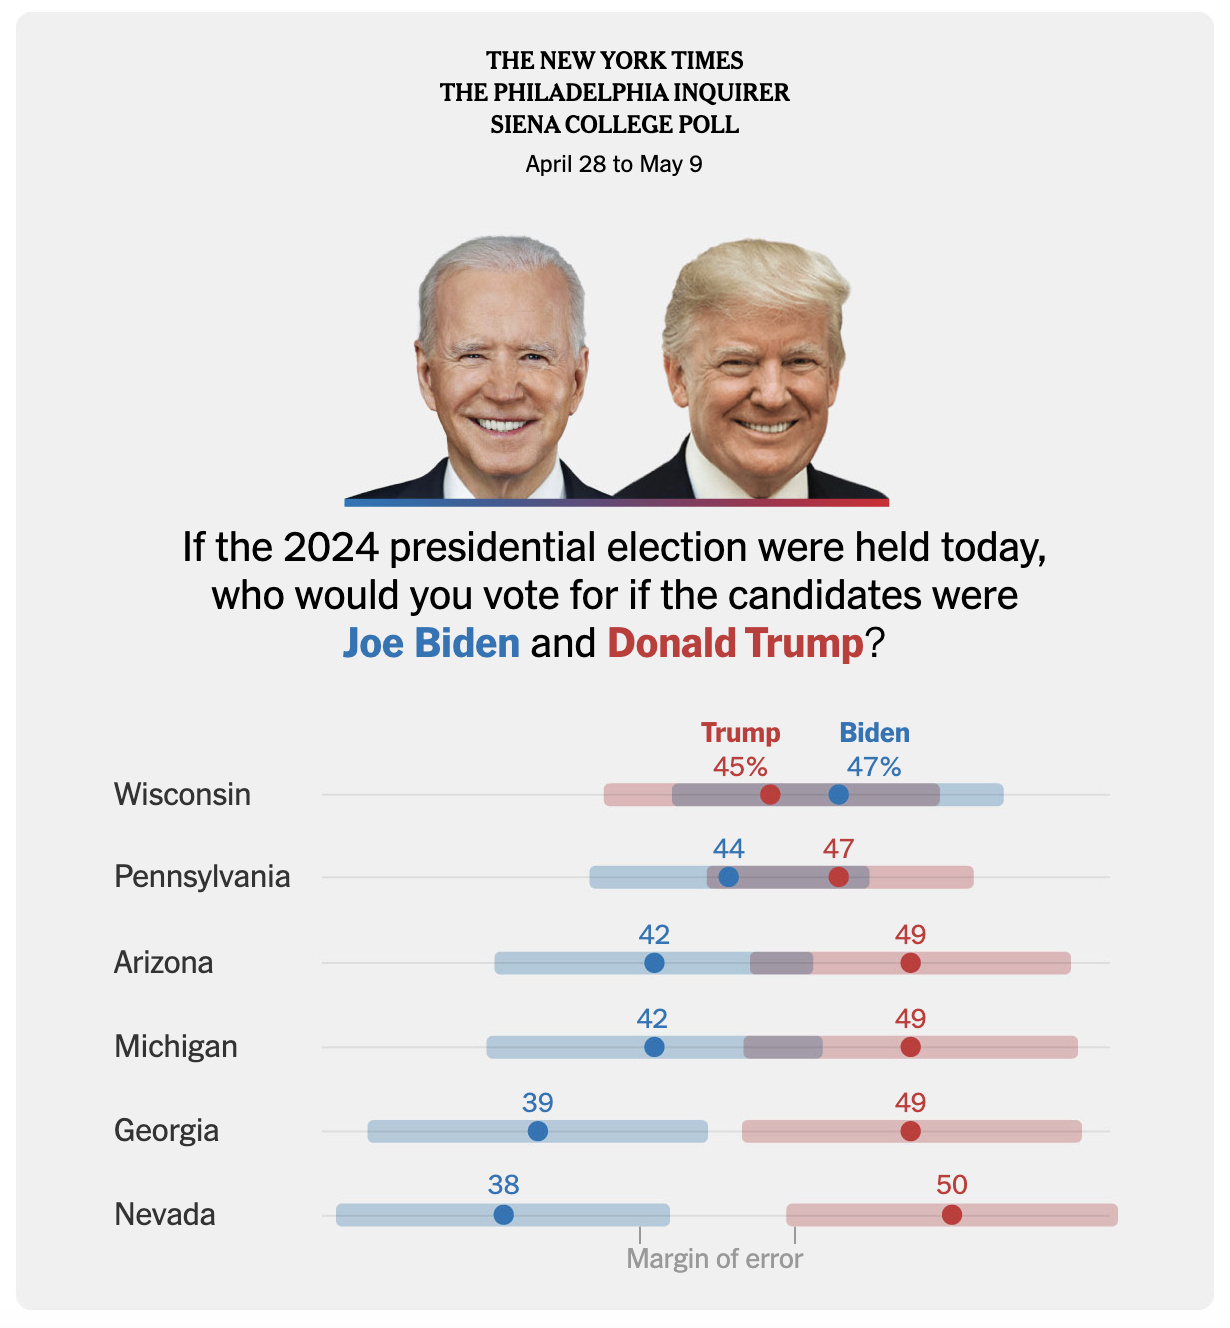 THE NEW YORK TIMES
THE PHILADELPHIA INQUIRER
SIENA COLLEGE POLL
April 28 to May 9
If the 2024 presidential election were held today,
who would you vote for if the candidates were
Joe Biden and Donald Trump?
Trump Biden
45% 47%
Wisconsin
44 47
Pennsylvania
42 49
Arizona
42 49
Michigan
39 49
Georgia
38 50
Nevada
Margin of error